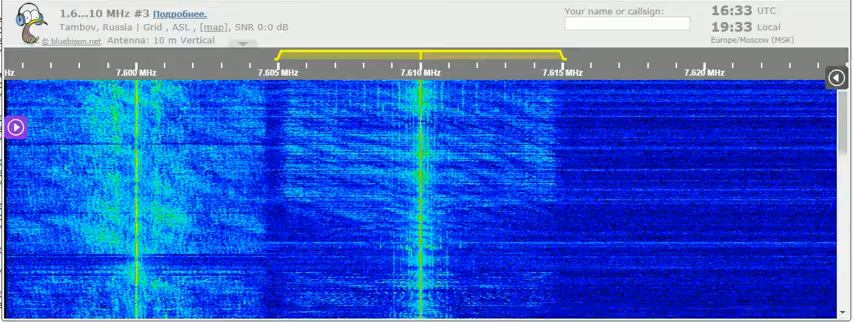 1.6...10 MHz #3 Подробнее.
Tambov, Russia | Grid , ASL , [map], SNR 0:0 dB
© bluebison.net Antenna: 10 m Vertical
Your name or callsign:
16:33 UTC
19:33 Local
Europe/Moscow (MSK)
Hz 7.600 MHz 7.605 MHz 7.610 MHz 7.615 MHz 7.620 MHz